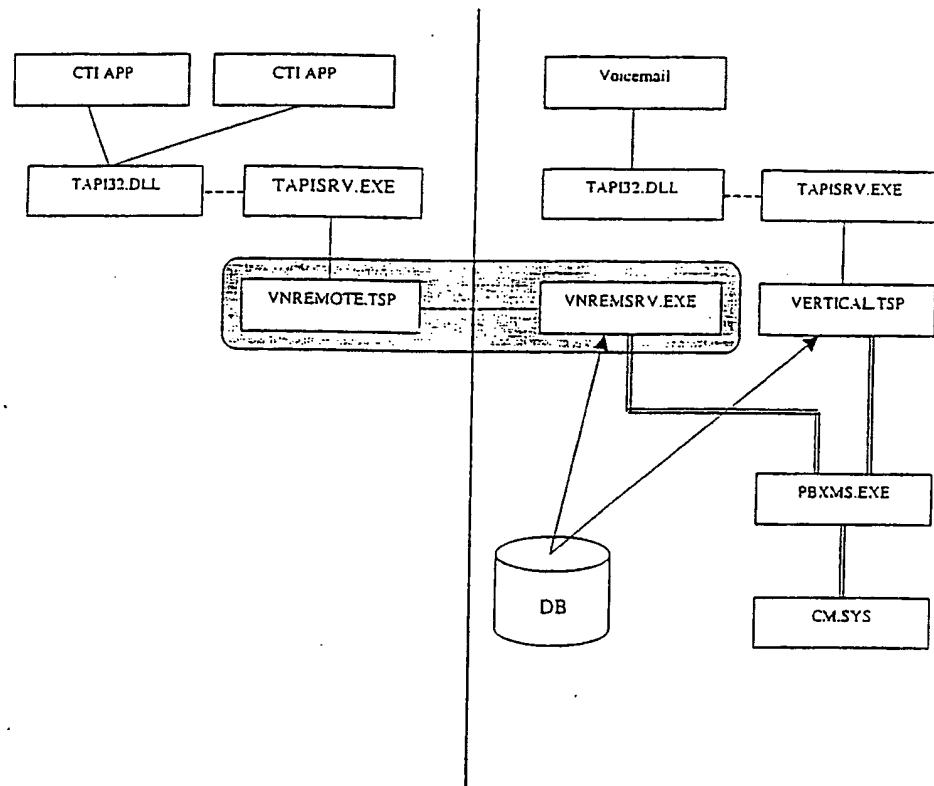 CTI APP
CTI APP
Voicemail
TAPI32.DLL
TAPISRV.EXE
TAPI32.DLL
TAPISRV.EXE
VNREMOTE.TSP
VNREMSRV.EXE
VERTICAL.TSP
PBXMS.EXE
DB
CM.SYS